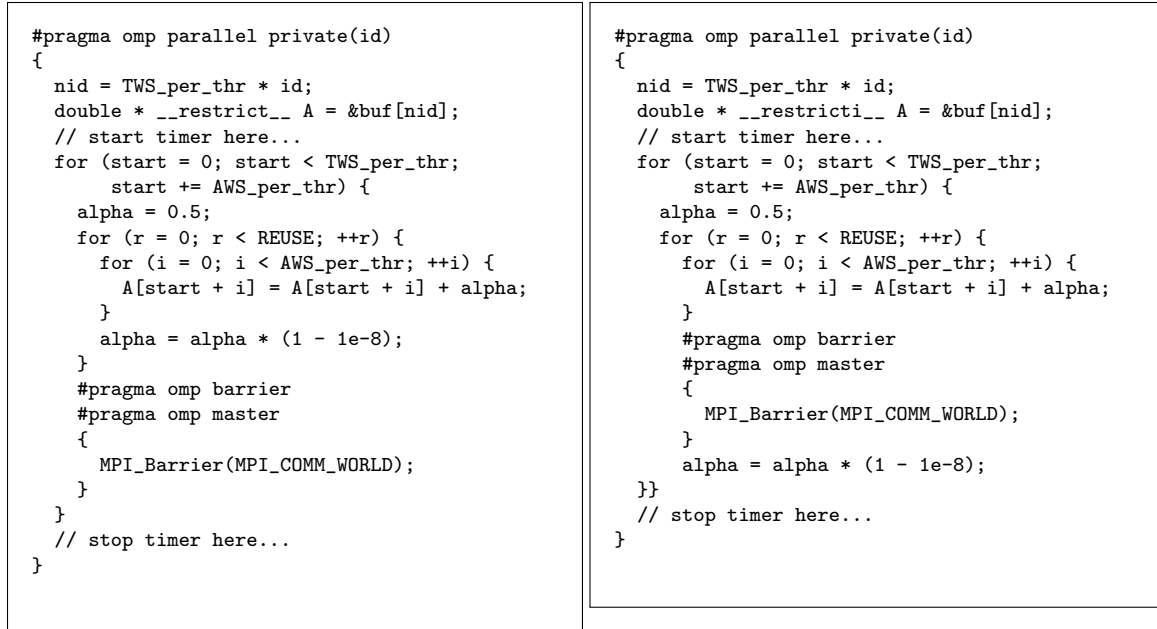 #pragma omp parallel private(id)
{
  nid = TWS_per_thr * id;
  double * __restrict__ A = &buf[nid];
  // start timer here...
  for (start = 0; start < TWS_per_thr;
       start += AWS_per_thr) {
    alpha = 0.5;
    for (r = 0; r < REUSE; ++r) {
      for (i = 0; i < AWS_per_thr; ++i) {
        A[start + i] = A[start + i] + alpha;
      }
      alpha = alpha * (1 - 1e-8);
    }
    #pragma omp barrier
    #pragma omp master
    {
      MPI_Barrier(MPI_COMM_WORLD);
    }
  }
  // stop timer here...
}
#pragma omp parallel private(id)
{
  nid = TWS_per_thr * id;
  double * __restricti__ A = &buf[nid];
  // start timer here...
  for (start = 0; start < TWS_per_thr;
       start += AWS_per_thr) {
    alpha = 0.5;
    for (r = 0; r < REUSE; ++r) {
      for (i = 0; i < AWS_per_thr; ++i) {
        A[start + i] = A[start + i] + alpha;
      }
      #pragma omp barrier
      #pragma omp master
      {
        MPI_Barrier(MPI_COMM_WORLD);
      }
      alpha = alpha * (1 - 1e-8);
  }}
  // stop timer here...
}